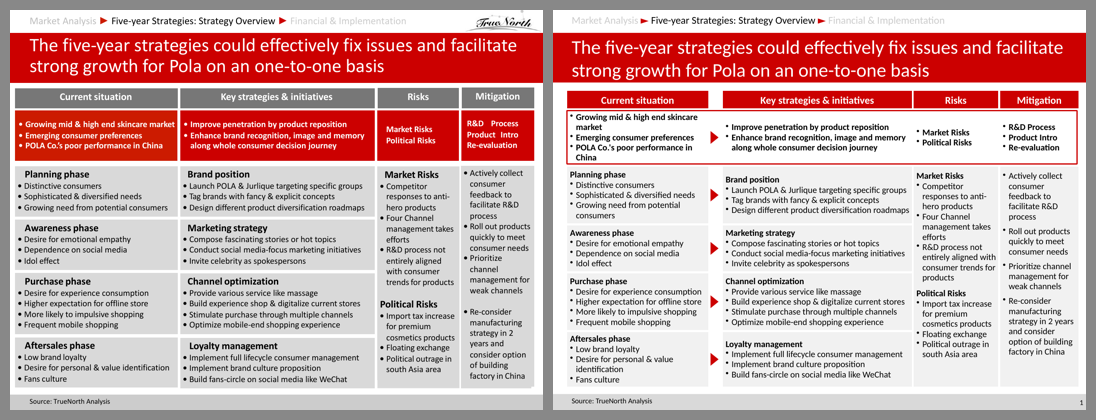 Market Analysis ► Five-year Strategies: Strategy Overview ► Financial & Implementation
True North
The five-year strategies could effectively fix issues and facilitate
strong growth for Pola on an one-to-one basis
Current situation
Key strategies & initiatives
Risks
Mitigation
• Growing mid & high end skincare market
• Emerging consumer preferences
• POLA Co.'s poor performance in China
• Improve penetration by product reposition
• Enhance brand recognition, image and memory
along whole consumer decision journey
Market Risks
Political Risks
R&D Process
Product Intro
Re-evaluation
Planning phase
• Distinctive consumers
• Sophisticated & diversified needs
• Growing need from potential consumers
Brand position
• Launch POLA & Jurlique targeting specific groups
• Tag brands with fancy & explicit concepts
• Design different product diversification roadmaps
Awareness phase
• Desire for emotional empathy
• Dependence on social media
• Idol effect
Marketing strategy
• Compose fascinating stories or hot topics
• Conduct social media-focus marketing initiatives
• Invite celebrity as spokespersons
Purchase phase
• Desire for experience consumption
• Higher expectation for offline store
• More likely to impulsive shopping
• Frequent mobile shopping
Channel optimization
• Provide various service like massage
• Build experience shop & digitalize current stores
• Stimulate purchase through multiple channels
• Optimize mobile-end shopping experience
Aftersales phase
• Low brand loyalty
• Desire for personal & value identification
• Fans culture
Loyalty management
• Implement full lifecycle consumer management
• Implement brand culture proposition
• Build fans-circle on social media like WeChat
Market Risks
• Competitor
responses to anti-
hero products
• Four Channel
management takes
efforts
• R&D process not
entirely aligned
with consumer
trends for
products
Political Risks
• Import tax increase
for premium
cosmetics products
• Floating exchange
• Political outrage in
south Asia area
• Actively collect
consumer
feedback to
facilitate R&D
process
• Roll out products
quickly to meet
consumer needs
• Prioritize
channel
management for
weak channels
• Re-consider
manufacturing
strategy in 2
years and
consider option
of building
factory in China
Source: TrueNorth Analysis
Market Analysis ► Five-year Strategies: Strategy Overview ► Financial & Implementation
The five-year strategies could effectively fix issues and facilitate
strong growth for Pola on an one-to-one basis
Current situation
Key strategies & initiatives
Risks
Mitigation
• Growing mid & high end skincare
market
• Emerging consumer preferences
• POLA Co.'s poor performance in
China
• Improve penetration by product reposition
• Enhance brand recognition, image and memory
along whole consumer decision journey
• Market Risks
• Political Risks
• R&D Process
• Product Intro
• Re-evaluation
Planning phase
• Distinctive consumers
• Sophisticated & diversified needs
• Growing need from potential
consumers
Brand position
• Launch POLA & Jurlique targeting specific groups
• Tag brands with fancy & explicit concepts
• Design different product diversification roadmaps
Awareness phase
• Desire for emotional empathy
• Dependence on social media
• Idol effect
Marketing strategy
• Compose fascinating stories or hot topics
• Conduct social media-focus marketing initiatives
• Invite celebrity as spokespersons
Purchase phase
• Desire for experience consumption
• Higher expectation for offline store
• More likely to impulsive shopping
• Frequent mobile shopping
Channel optimization
• Provide various service like massage
• Build experience shop & digitalize current stores
• Stimulate purchase through multiple channels
• Optimize mobile-end shopping experience
Aftersales phase
• Low brand loyalty
• Desire for personal & value
identification
• Fans culture
Loyalty management
• Implement full lifecycle consumer management
• Implement brand culture proposition
• Build fans-circle on social media like WeChat
Market Risks
• Competitor
responses to anti-
hero products
• Four Channel
management takes
efforts
• R&D process not
entirely aligned with
consumer trends for
products
Political Risks
• Import tax increase
for premium
cosmetics products
• Floating exchange
• Political outrage in
south Asia area
• Actively collect
consumer
feedback to
facilitate R&D
process
• Roll out products
quickly to meet
consumer needs
• Prioritize channel
management for
weak channels
• Re-consider
manufacturing
strategy in 2 years
and consider
option of building
factory in China
Source: TrueNorth Analysis
1